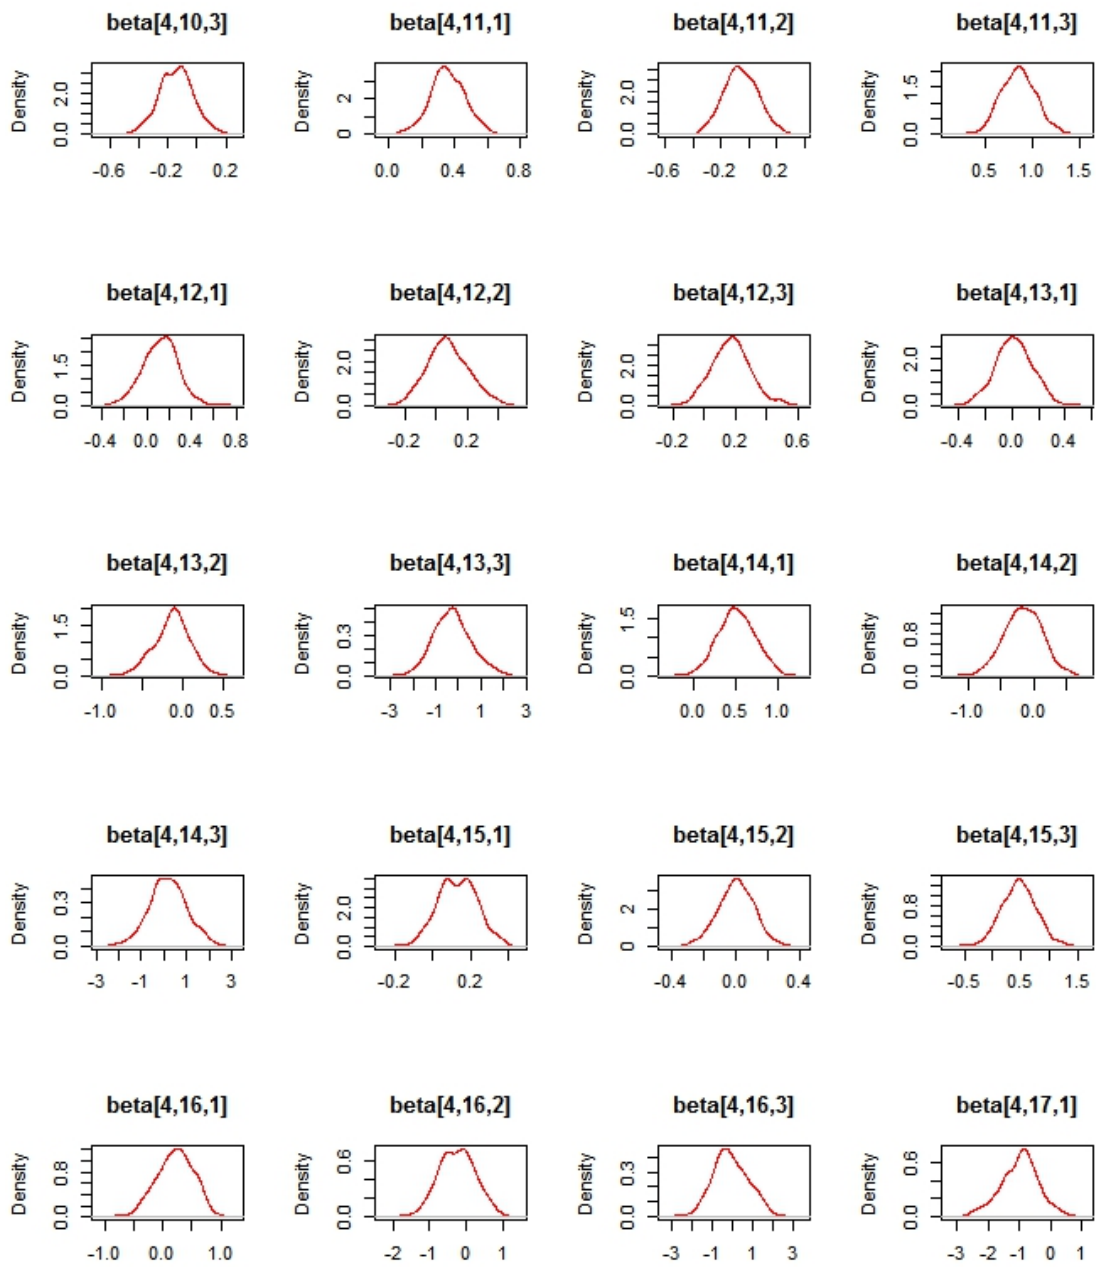 beta[4,10,3] beta[4,11,1] beta[4,11,2] beta[4,11,3]
Density Density Density Density
0.0 2.0 0 2 0.0 2.0 0.0 1.5
-0.6 -0.2 0.2 0.0 0.4 0.8 -0.6 -0.2 0.2 0.5 1.0 1.5
beta[4,12,1] beta[4,12,2] beta[4,12,3] beta[4,13,1]
Density Density Density Density
0.0 1.5 0.0 2.0 0.0 2.0 0.0 2.0
-0.4 0.0 0.4 0.8 -0.2 0.2 -0.2 0.2 0.6 -0.4 0.0 0.4
beta[4,13,2] beta[4,13,3] beta[4,14,1] beta[4,14,2]
Density Density Density Density
0.0 1.5 0.0 0.3 0.0 1.5 0.0 0.8
-1.0 0.0 0.5 -3 -1 1 3 0.0 0.5 1.0 -1.0 0.0
beta[4,14,3] beta[4,15,1] beta[4,15,2] beta[4,15,3]
Density Density Density Density
0.0 0.3 0.0 2.0 0 2 0.0 0.8
-3 -1 1 3 -0.2 0.2 -0.4 0.0 0.4 -0.5 0.5 1.5
beta[4,16,1] beta[4,16,2] beta[4,16,3] beta[4,17,1]
Density Density Density Density
0.0 0.8 0.0 0.6 0.0 0.3 0.0 0.6
-1.0 0.0 1.0 -2 -1 0 1 -3 -1 1 3 -3 -2 -1 0 1